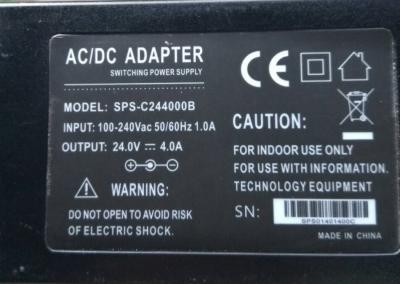 AC/DC ADAPTER
SWITCHING POWER SUPPLY
MODEL: SPS-C244000B
INPUT: 100-240Vac 50/60Hz 1.0A
OUTPUT: 24.0V ⎓ 4.0A
WARNING:
DO NOT OPEN TO AVOID RISK
OF ELECTRIC SHOCK.
CE
CAUTION:
FOR INDOOR USE ONLY
FOR USE WITH INFORMATION.
TECHNOLOGY EQUIPMENT
SN:
SPS01401400C
MADE IN CHINA